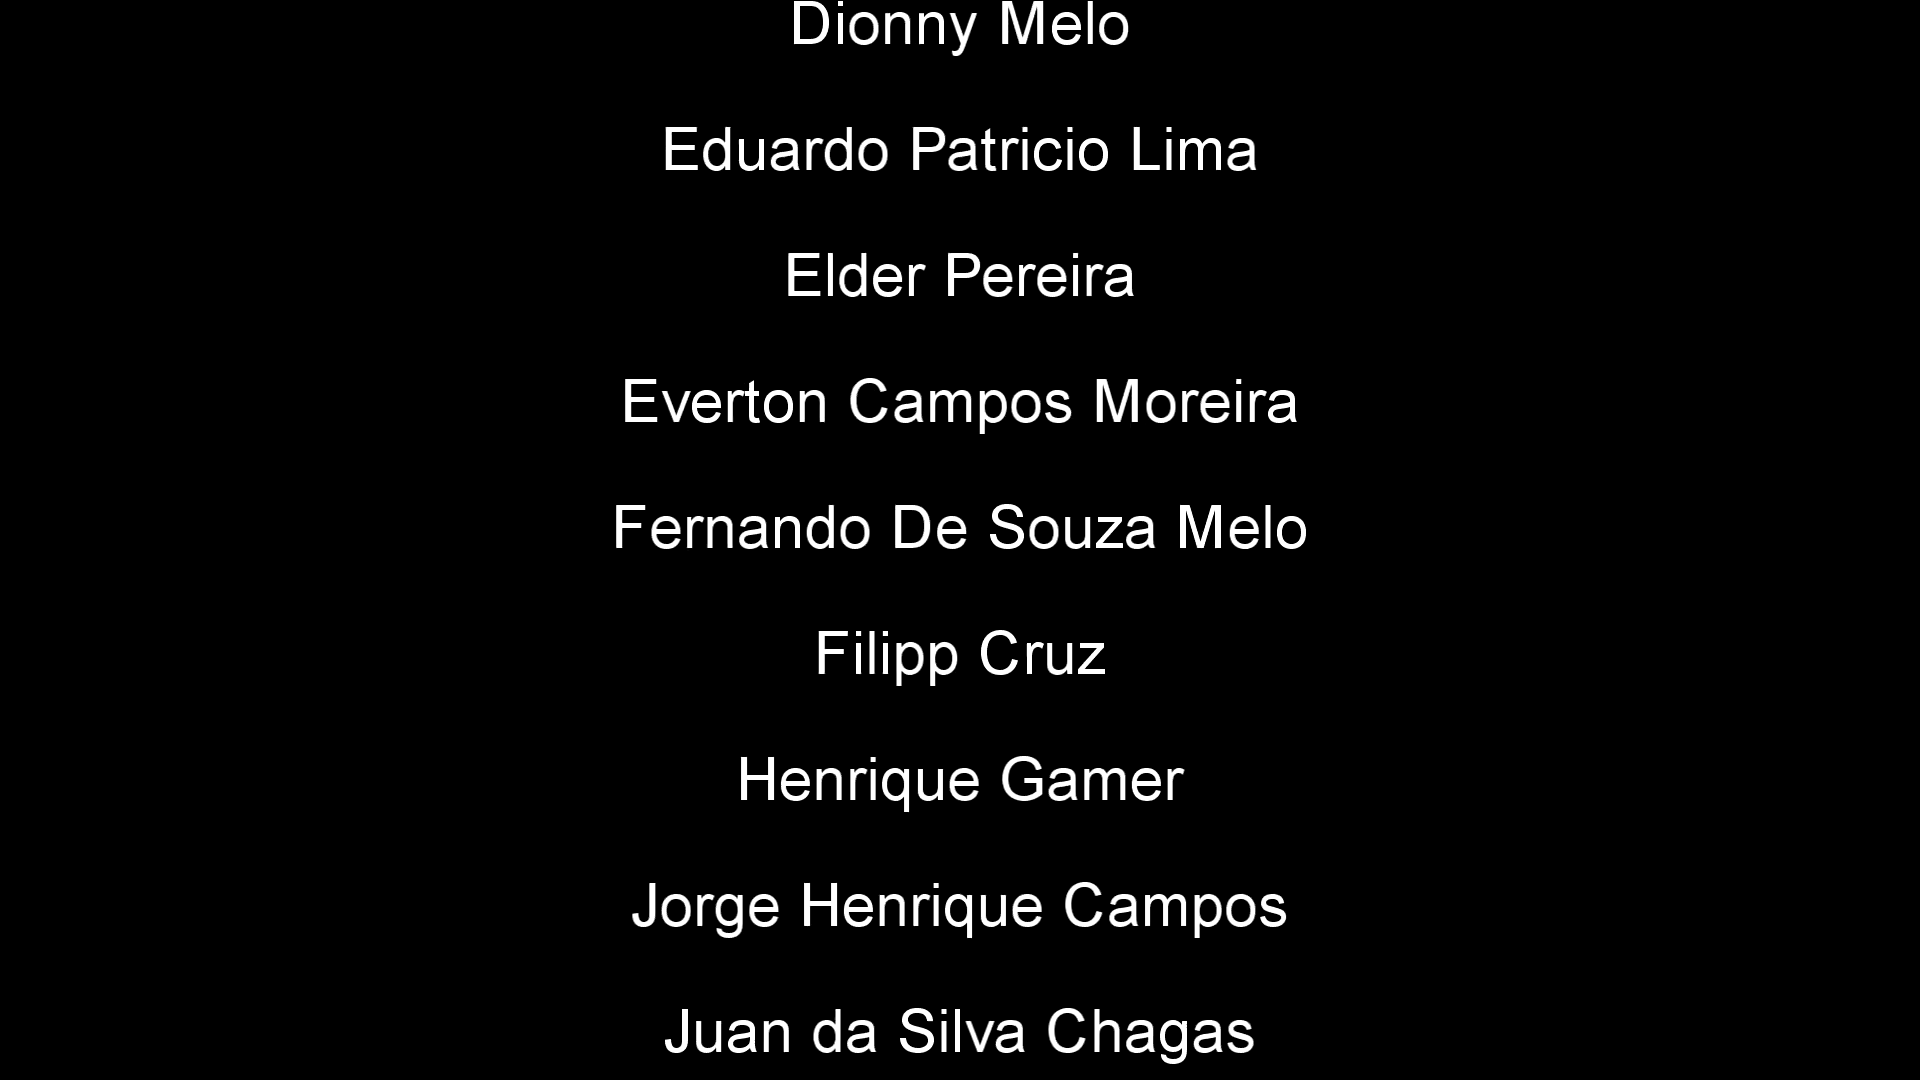 Dionny Melo
Eduardo Patricio Lima
Elder Pereira
Everton Campos Moreira
Fernando De Souza Melo
Filipp Cruz
Henrique Gamer
Jorge Henrique Campos
Juan da Silva Chagas